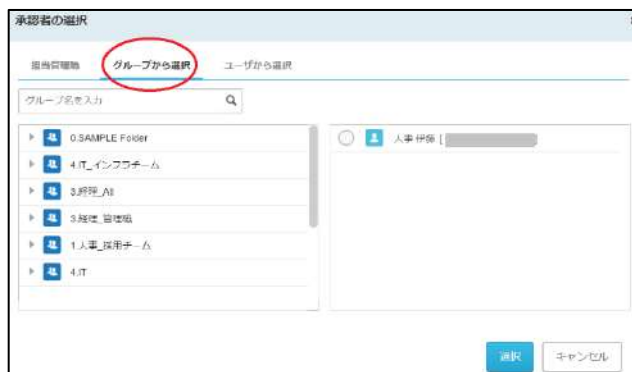 承認者の選択
担当管理職 グループから選択 ユーザから選択
グループ名を入力
0.SAMPLE Folder
4.IT_インフラチーム
3.経理_All
3.経理_管理職
1.人事_採用チーム
4.IT
人事 伊藤 [ ]
選択 キャンセル